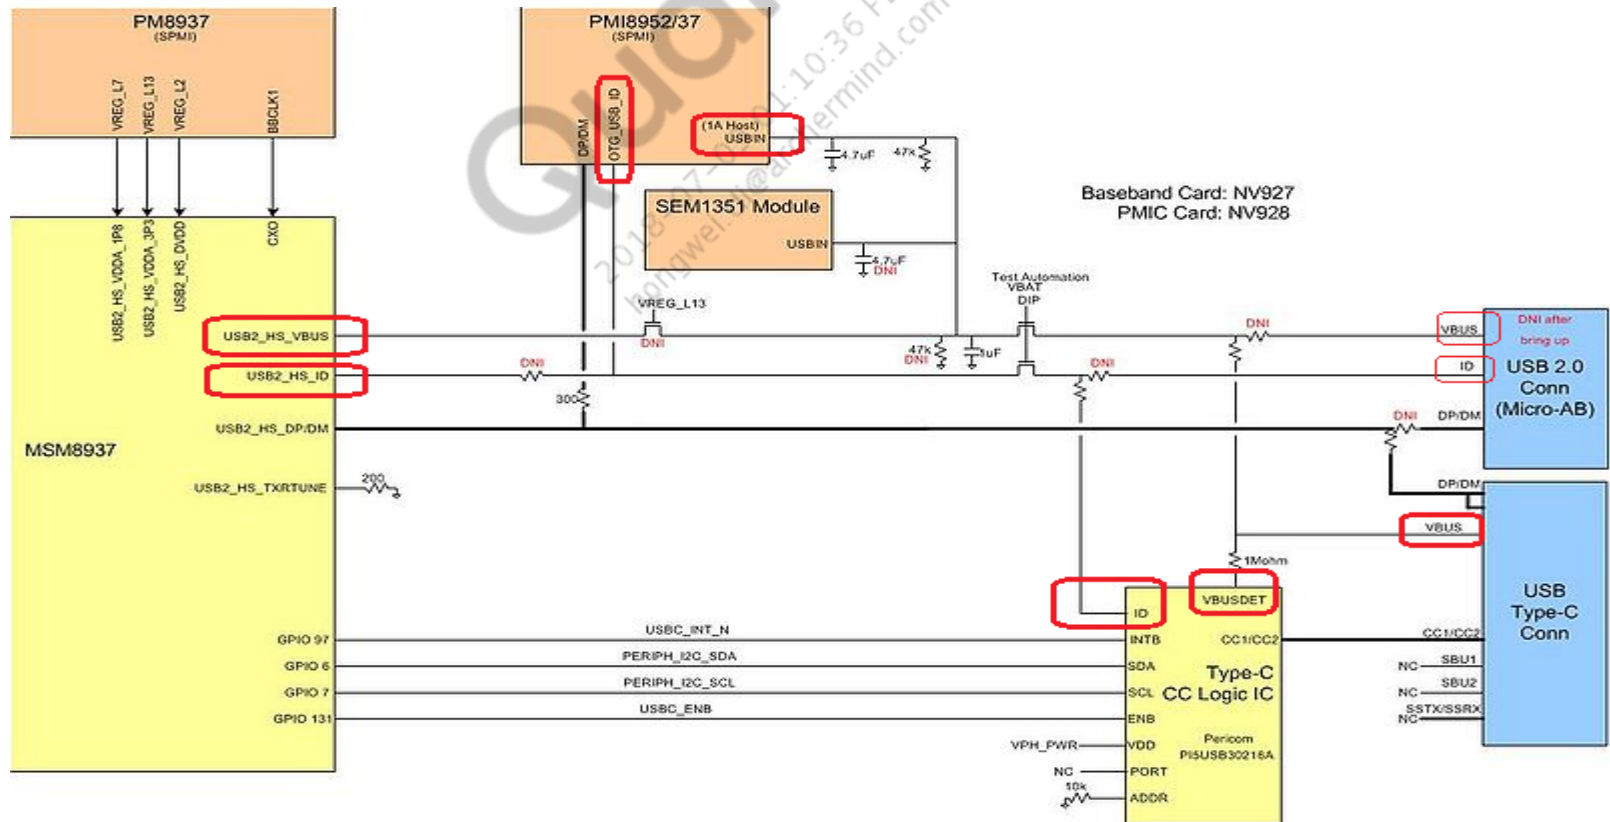 PM8937
(SPMI)
VREG_L7
VREG_L13
VREG_L2
BBCLK1
PMI8952/37
(SPMI)
DP/DM
OTG_USB_ID
(1A Host)
USBIN
4.7uF
47k
SEM1351 Module
USBIN
4.7uF
DNI
Baseband Card: NV927
PMIC Card: NV928
Test Automation
VBAT
DIP
VREG_L13
DNI
USB2_HS_VDDA_1P8
USB2_HS_VDDA_3P3
USB2_HS_DVDD
CXO
USB2_HS_VBUS
USB2_HS_ID
USB2_HS_DP/DM
MSM8937
USB2_HS_TXRTUNE
200
DNI
300
47k
DNI
1uF
DNI
DNI
VBUS
ID
DNI
DP/DM
DNI after
bring up
USB 2.0
Conn
(Micro-AB)
DP/DM
VBUS
USB
Type-C
Conn
CC1/CC2
NC
SBU1
NC
SBU2
NC
SSTX/SSRX
1Mohm
VBUSDET
ID
INTB
CC1/CC2
SDA
SCL
ENB
VDD
PORT
ADDR
Type-C
CC Logic IC
Pericom
PI5USB30216A
GPIO 97
USBC_INT_N
GPIO 6
PERIPH_I2C_SDA
GPIO 7
PERIPH_I2C_SCL
GPIO 131
USBC_ENB
VPH_PWR
NC
10k